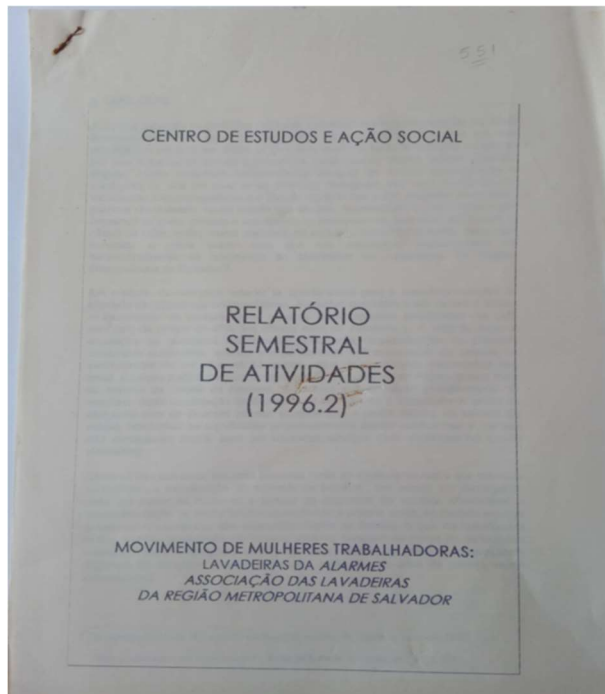 551
CENTRO DE ESTUDOS E AÇÃO SOCIAL
RELATÓRIO
SEMESTRAL
DE ATIVIDADES
(1996.2)
MOVIMENTO DE MULHERES TRABALHADORAS:
LAVADEIRAS DA ALARMES
ASSOCIAÇÃO DAS LAVADEIRAS
DA REGIÃO METROPOLITANA DE SALVADOR